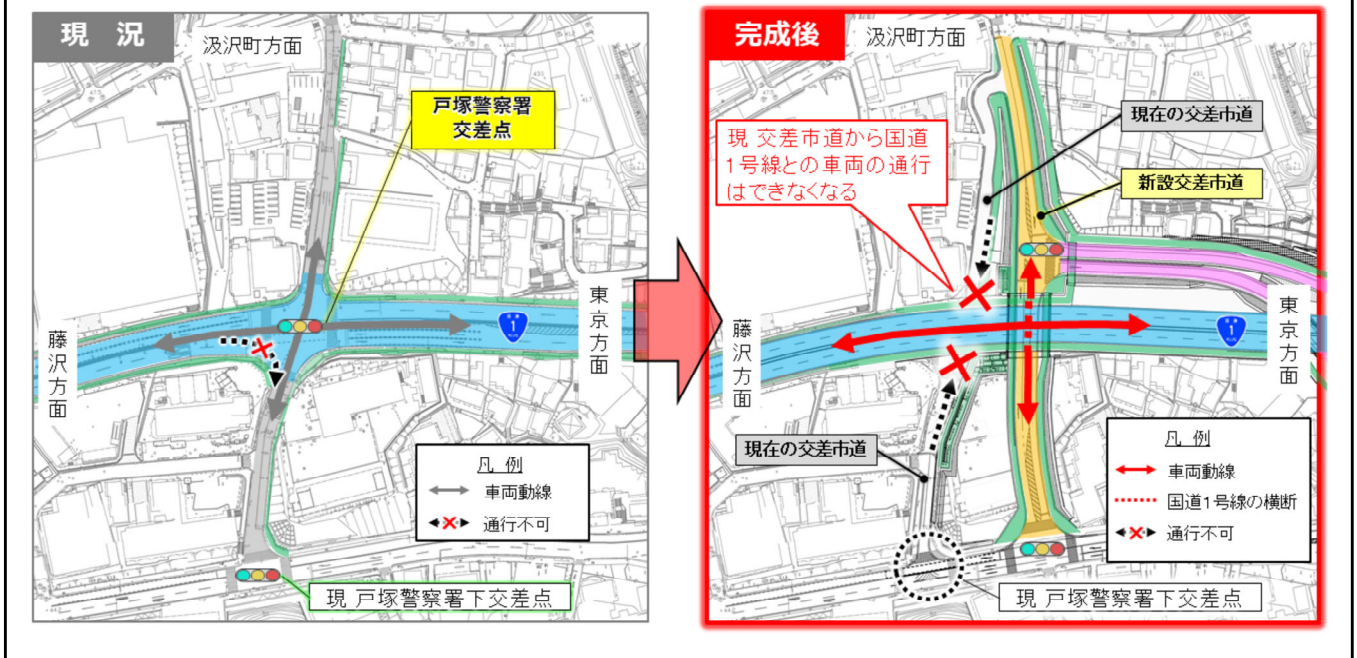 現 況
汲沢町方面
戸塚警察署
交差点
東京方面
藤沢方面
1
凡 例
車両動線
通行不可
現 戸塚警察署下交差点
完成後
汲沢町方面
現在の交差市道
現 交差市道から国道
1号線との車両の通行
はできなくなる
新設交差市道
東京方面
藤沢方面
1
現在の交差市道
凡 例
車両動線
国道1号線の横断
通行不可
現 戸塚警察署下交差点